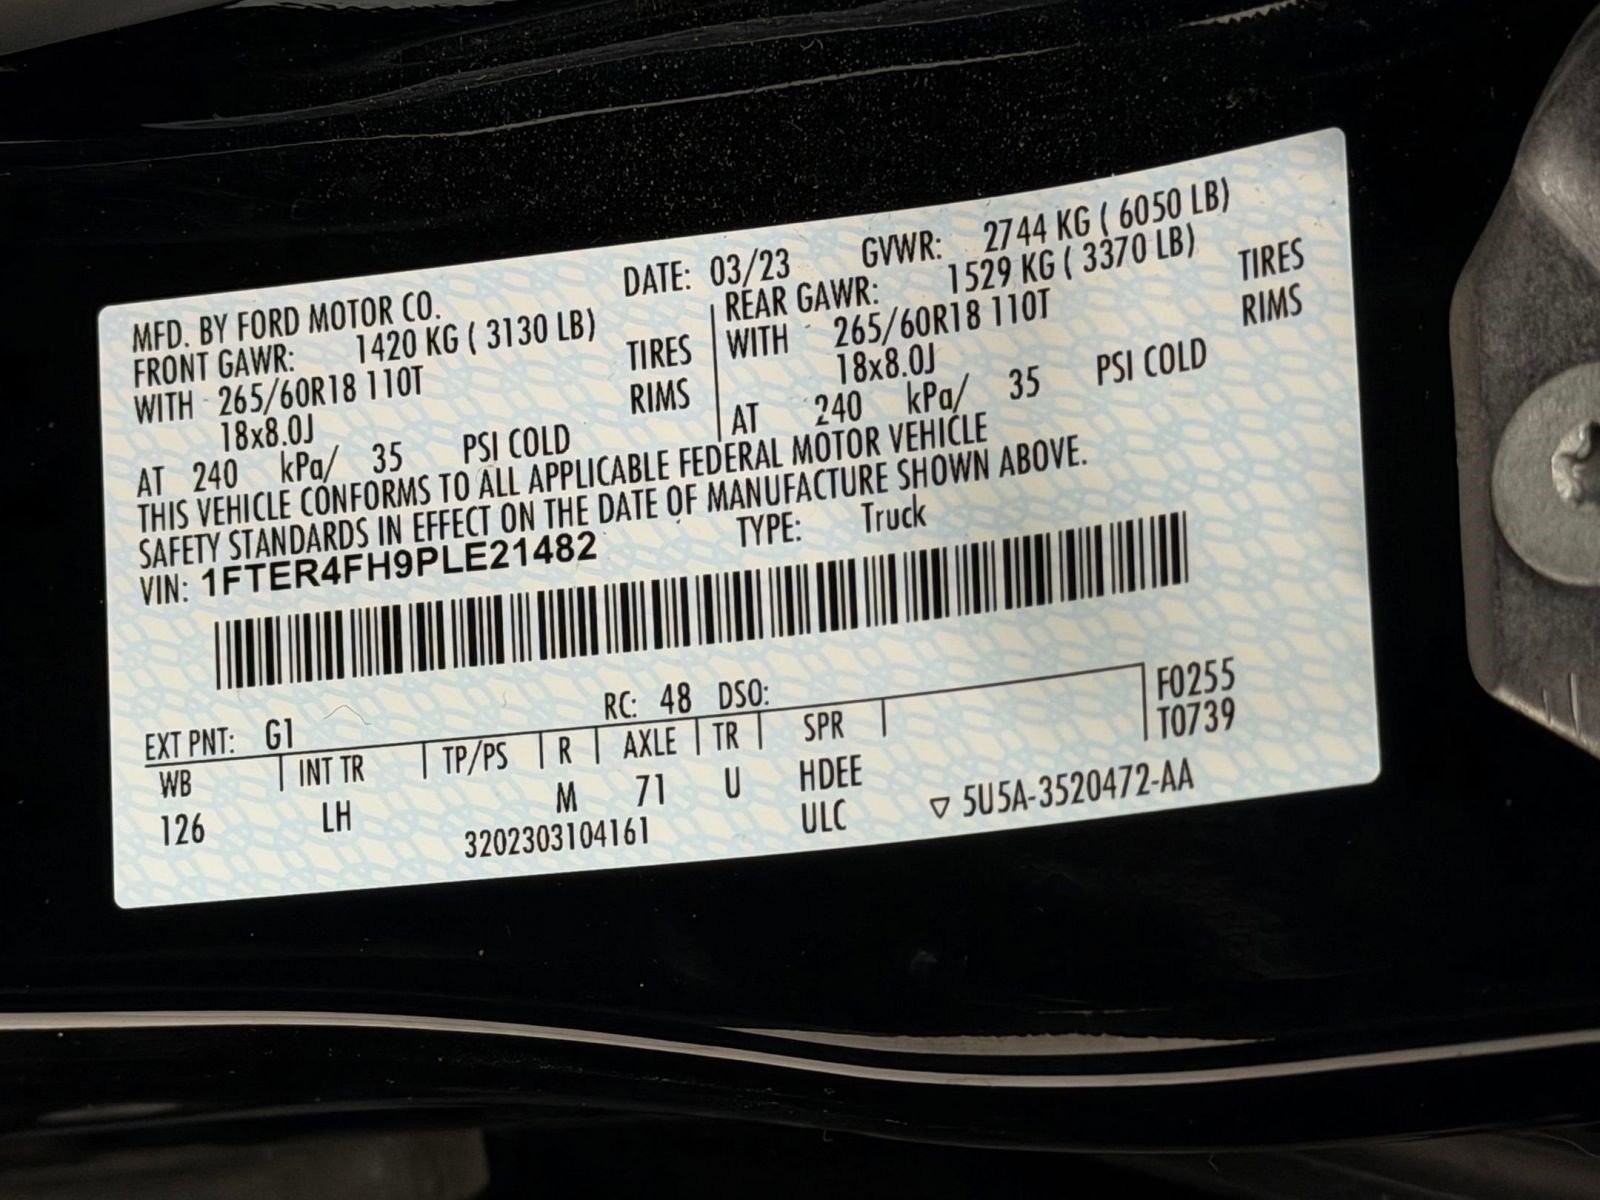 MFD. BY FORD MOTOR CO. DATE: 03/23 GVWR: 2744 KG ( 6050 LB)
FRONT GAWR: 1420 KG ( 3130 LB) REAR GAWR: 1529 KG ( 3370 LB)
WITH 265/60R18 110T TIRES WITH 265/60R18 110T TIRES
18x8.0J RIMS 18x8.0J RIMS
AT 240 kPa/ 35 PSI COLD AT 240 kPa/ 35 PSI COLD
THIS VEHICLE CONFORMS TO ALL APPLICABLE FEDERAL MOTOR VEHICLE
SAFETY STANDARDS IN EFFECT ON THE DATE OF MANUFACTURE SHOWN ABOVE.
VIN: 1FTER4FH9PLE21482 TYPE: Truck
F0255
EXT PNT: G1 RC: 48 DSO: T0739
WB INT TR TP/PS R AXLE TR SPR
126 LH M 71 U HDEE
3202303104161 ULC ▽ 5U5A-3520472-AA